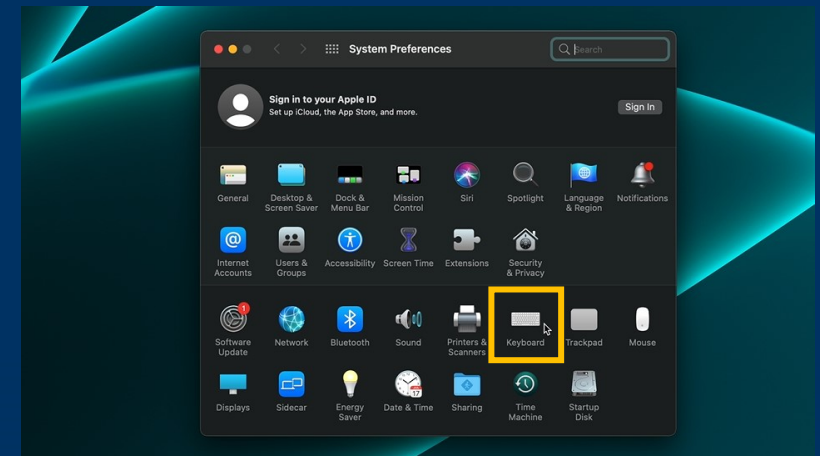 System Preferences
Search
Sign in to your Apple ID
Set up iCloud, the App Store, and more.
Sign In
General
Desktop &
Screen Saver
Dock &
Menu Bar
Mission
Control
Siri
Spotlight
Language
& Region
Notifications
Internet
Accounts
Users &
Groups
Accessibility
Screen Time
Extensions
Security
& Privacy
1
Software
Update
Network
Bluetooth
Sound
Printers &
Scanners
Keyboard
Trackpad
Mouse
Displays
Sidecar
Energy
Saver
17
Date & Time
Sharing
Time
Machine
Startup
Disk